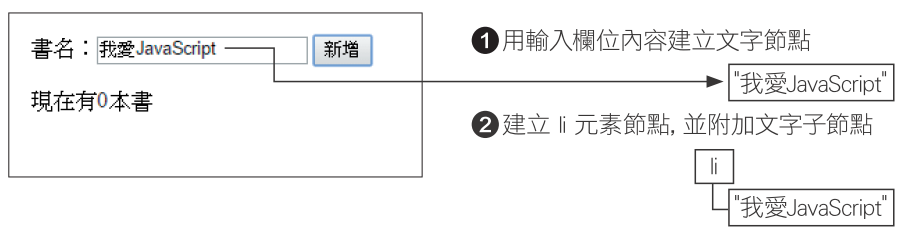 書名：我愛JavaScript 新增
現在有0本書
❶用輸入欄位內容建立文字節點
"我愛JavaScript"
❷建立 li 元素節點, 並附加文字子節點
li
"我愛JavaScript"